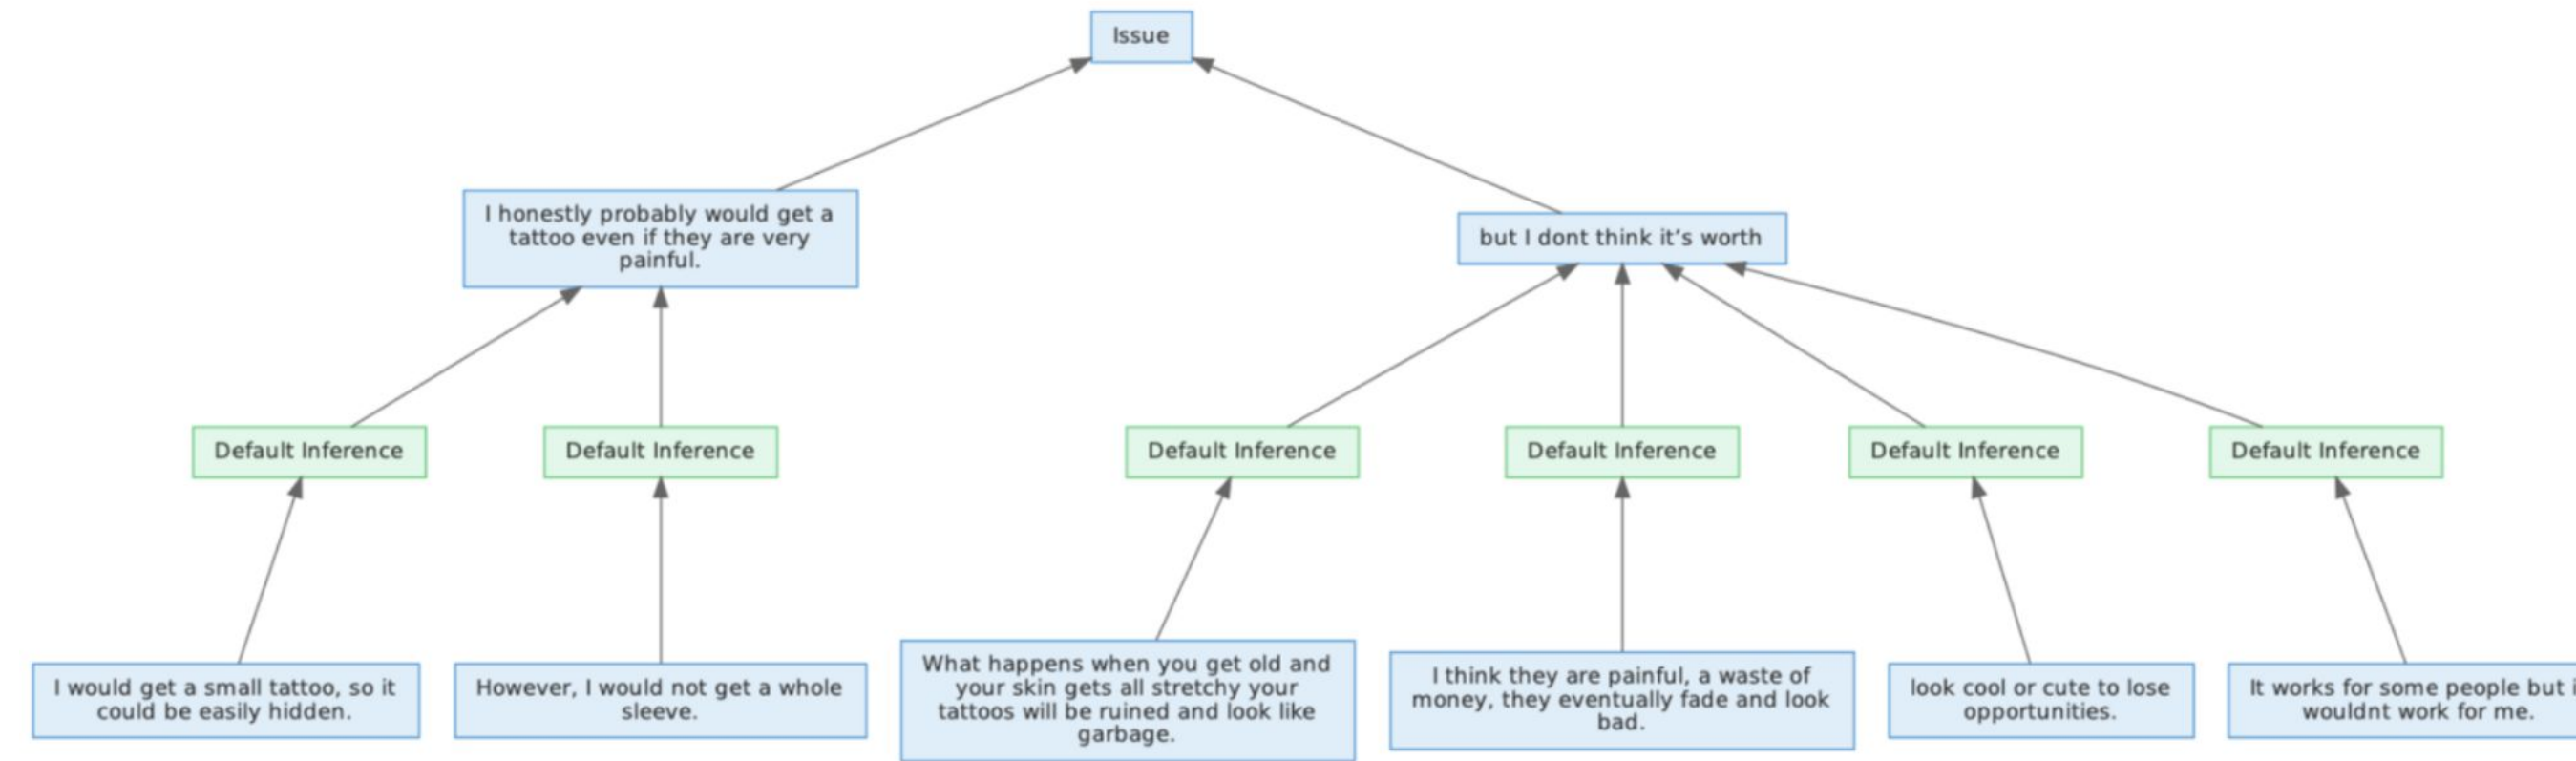 Issue
I honestly probably would get a
tattoo even if they are very
painful.
but I dont think it’s worth
Default Inference
Default Inference
Default Inference
Default Inference
Default Inference
Default Inference
I would get a small tattoo, so it
could be easily hidden.
However, I would not get a whole
sleeve.
What happens when you get old and
your skin gets all stretchy your
tattoos will be ruined and look like
garbage.
I think they are painful, a waste of
money, they eventually fade and look
bad.
look cool or cute to lose
opportunities.
It works for some people but
wouldnt work for me.